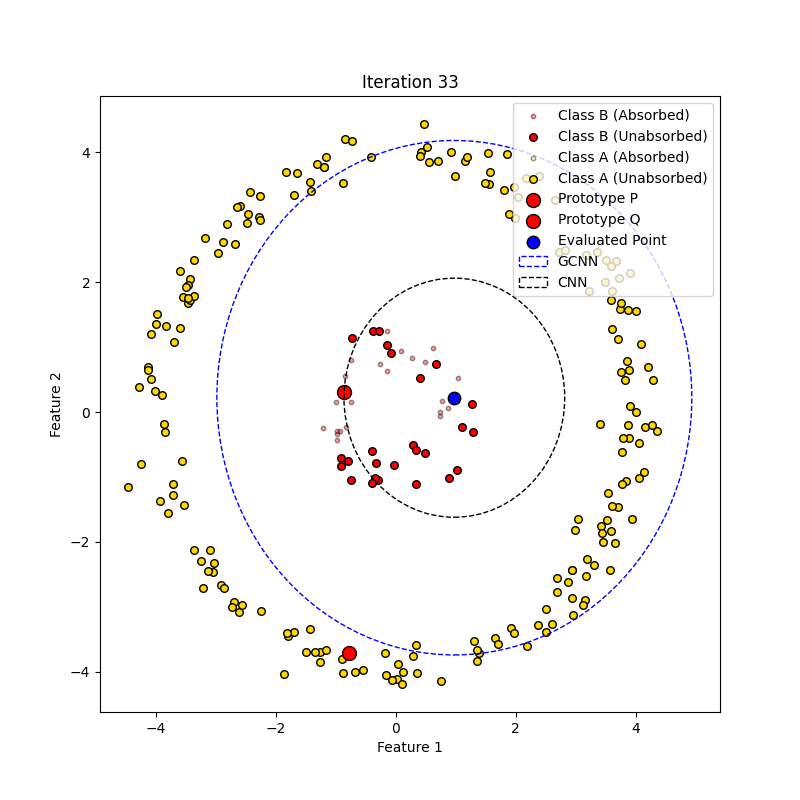 Iteration 33
Class B (Absorbed)
Class B (Unabsorbed)
Class A (Absorbed)
Class A (Unabsorbed)
Prototype P
Prototype Q
Evaluated Point
GCNN
CNN
Feature 2
4
2
0
−2
−4
−4
−2
0
2
4
Feature 1